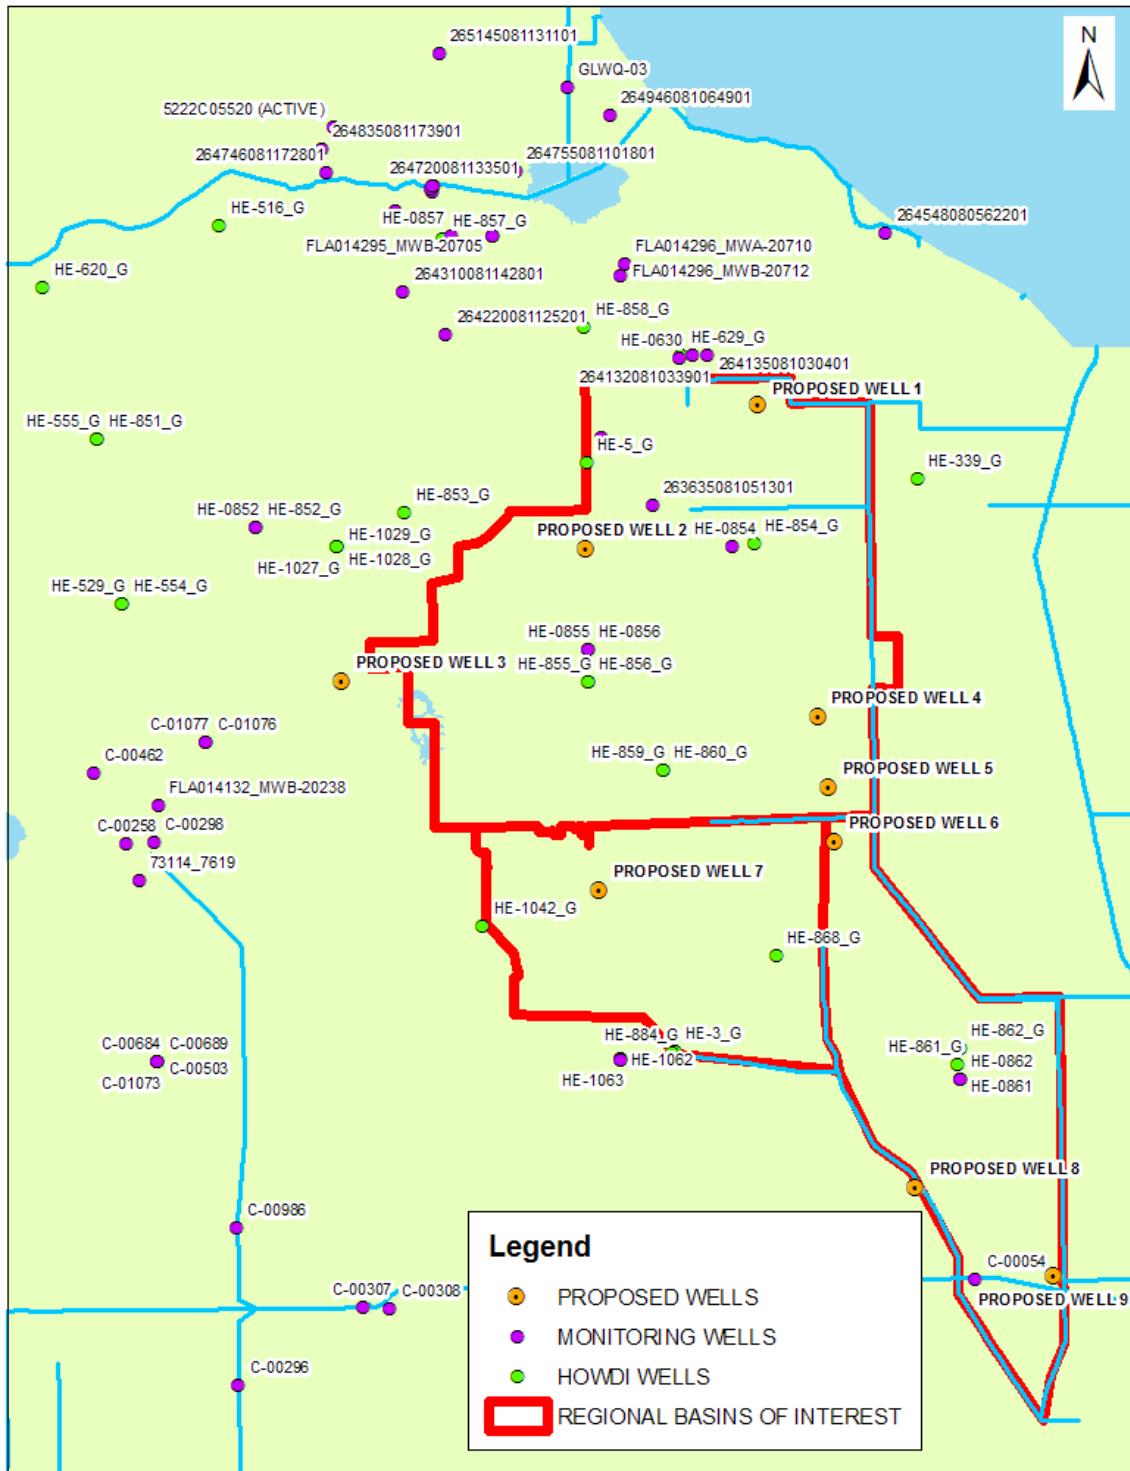 265145081131101
N
GLWQ-03
264946081064901
5222C05520 (ACTIVE)
264835081173901
264746081172801
264720081133501
264755081101801
HE-516_G
HE-0857
HE-857_G
264548080562201
FLA014295_MWB-20705
FLA014296_MWA-20710
HE-620_G
264310081142801
FLA014296_MWB-20712
264220081125201
HE-858_G
HE-0630
HE-629_G
264135081030401
264132081033901
PROPOSED WELL 1
HE-555_G
HE-851_G
HE-5_G
HE-339_G
263635081051301
HE-853_G
HE-0852
HE-852_G
PROPOSED WELL 2
HE-0854
HE-854_G
HE-1029_G
HE-1027_G
HE-1028_G
HE-529_G
HE-554_G
HE-0855
HE-0856
PROPOSED WELL 3
HE-855_G
HE-856_G
PROPOSED WELL 4
C-01077
C-01076
C-00462
HE-859_G
HE-860_G
PROPOSED WELL 5
FLA014132_MWB-20238
C-00258
C-00298
PROPOSED WELL 6
73114_7619
PROPOSED WELL 7
HE-1042_G
HE-868_G
C-00684
C-00689
HE-884_G
HE-3_G
HE-862_G
HE-861_G
C-00503
HE-1062
HE-0862
C-01073
HE-1063
HE-0861
PROPOSED WELL 8
C-00986
C-00054
C-00307
C-00308
PROPOSED WELL 9
C-00296
Legend
PROPOSED WELLS
MONITORING WELLS
HOWDI WELLS
REGIONAL BASINS OF INTEREST